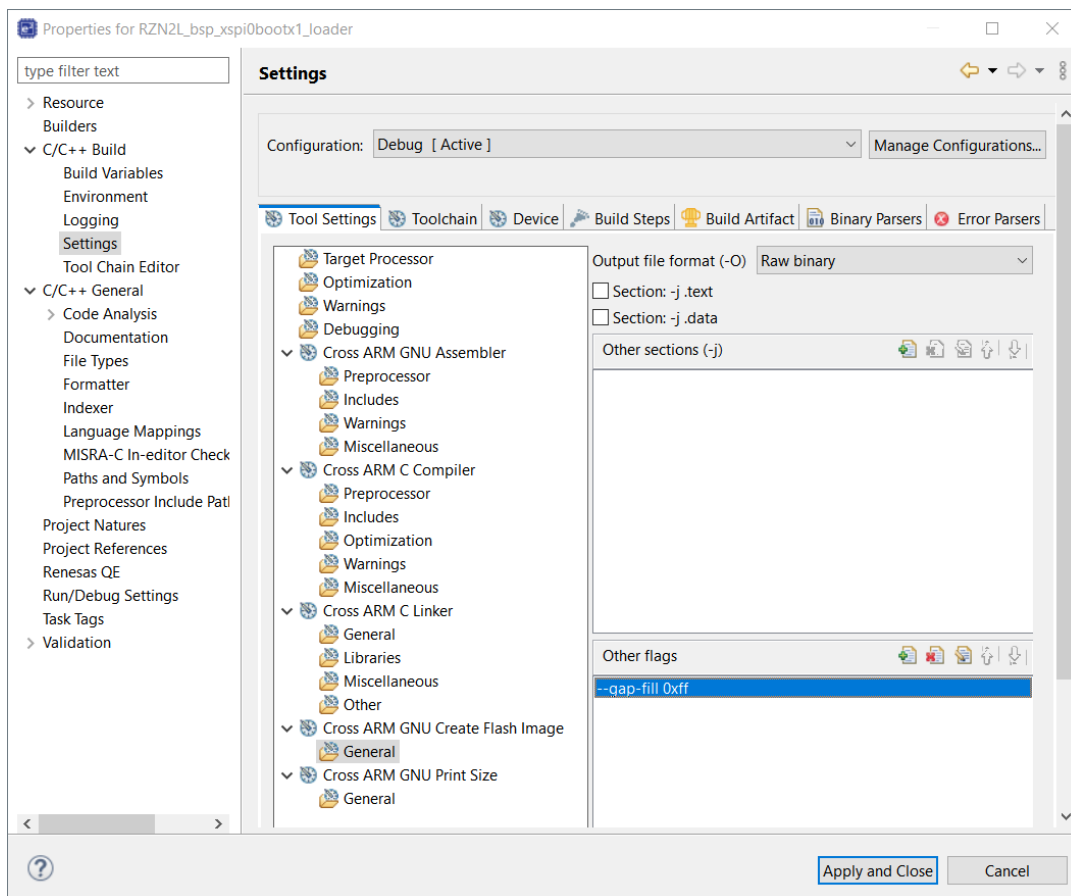 Properties for RZN2L_bsp_xspi0bootx1_loader
type filter text
Resource
Builders
C/C++ Build
Build Variables
Environment
Logging
Settings
Tool Chain Editor
C/C++ General
Code Analysis
Documentation
File Types
Formatter
Indexer
Language Mappings
MISRA-C In-editor Check
Paths and Symbols
Preprocessor Include Patl
Project Natures
Project References
Renesas QE
Run/Debug Settings
Task Tags
Validation
Settings
Configuration: Debug [ Active ] Manage Configurations...
Tool Settings Toolchain Device Build Steps Build Artifact Binary Parsers Error Parsers
Target Processor
Optimization
Warnings
Debugging
Cross ARM GNU Assembler
Preprocessor
Includes
Warnings
Miscellaneous
Cross ARM C Compiler
Preprocessor
Includes
Optimization
Warnings
Miscellaneous
Cross ARM C Linker
General
Libraries
Miscellaneous
Other
Cross ARM GNU Create Flash Image
General
Cross ARM GNU Print Size
General
Output file format (-O) Raw binary
Section: -j .text
Section: -j .data
Other sections (-j)
Other flags
--gap-fill 0xff
Apply and Close Cancel